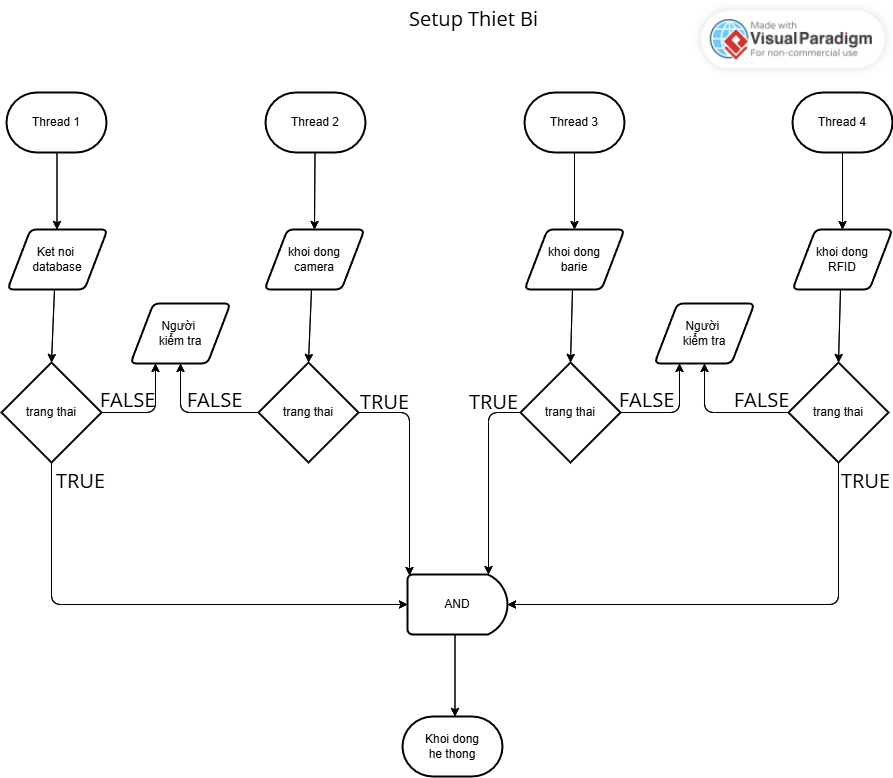 Setup Thiet Bi
Made with
Visual Paradigm
For non-commercial use
Thread 1
Thread 2
Thread 3
Thread 4
Ket noi
database
khoi dong
camera
khoi dong
barie
khoi dong
RFID
Người
kiểm tra
Người
kiểm tra
trang thai
FALSE
FALSE
trang thai
TRUE
TRUE
trang thai
FALSE
FALSE
trang thai
TRUE
TRUE
AND
Khoi dong
he thong